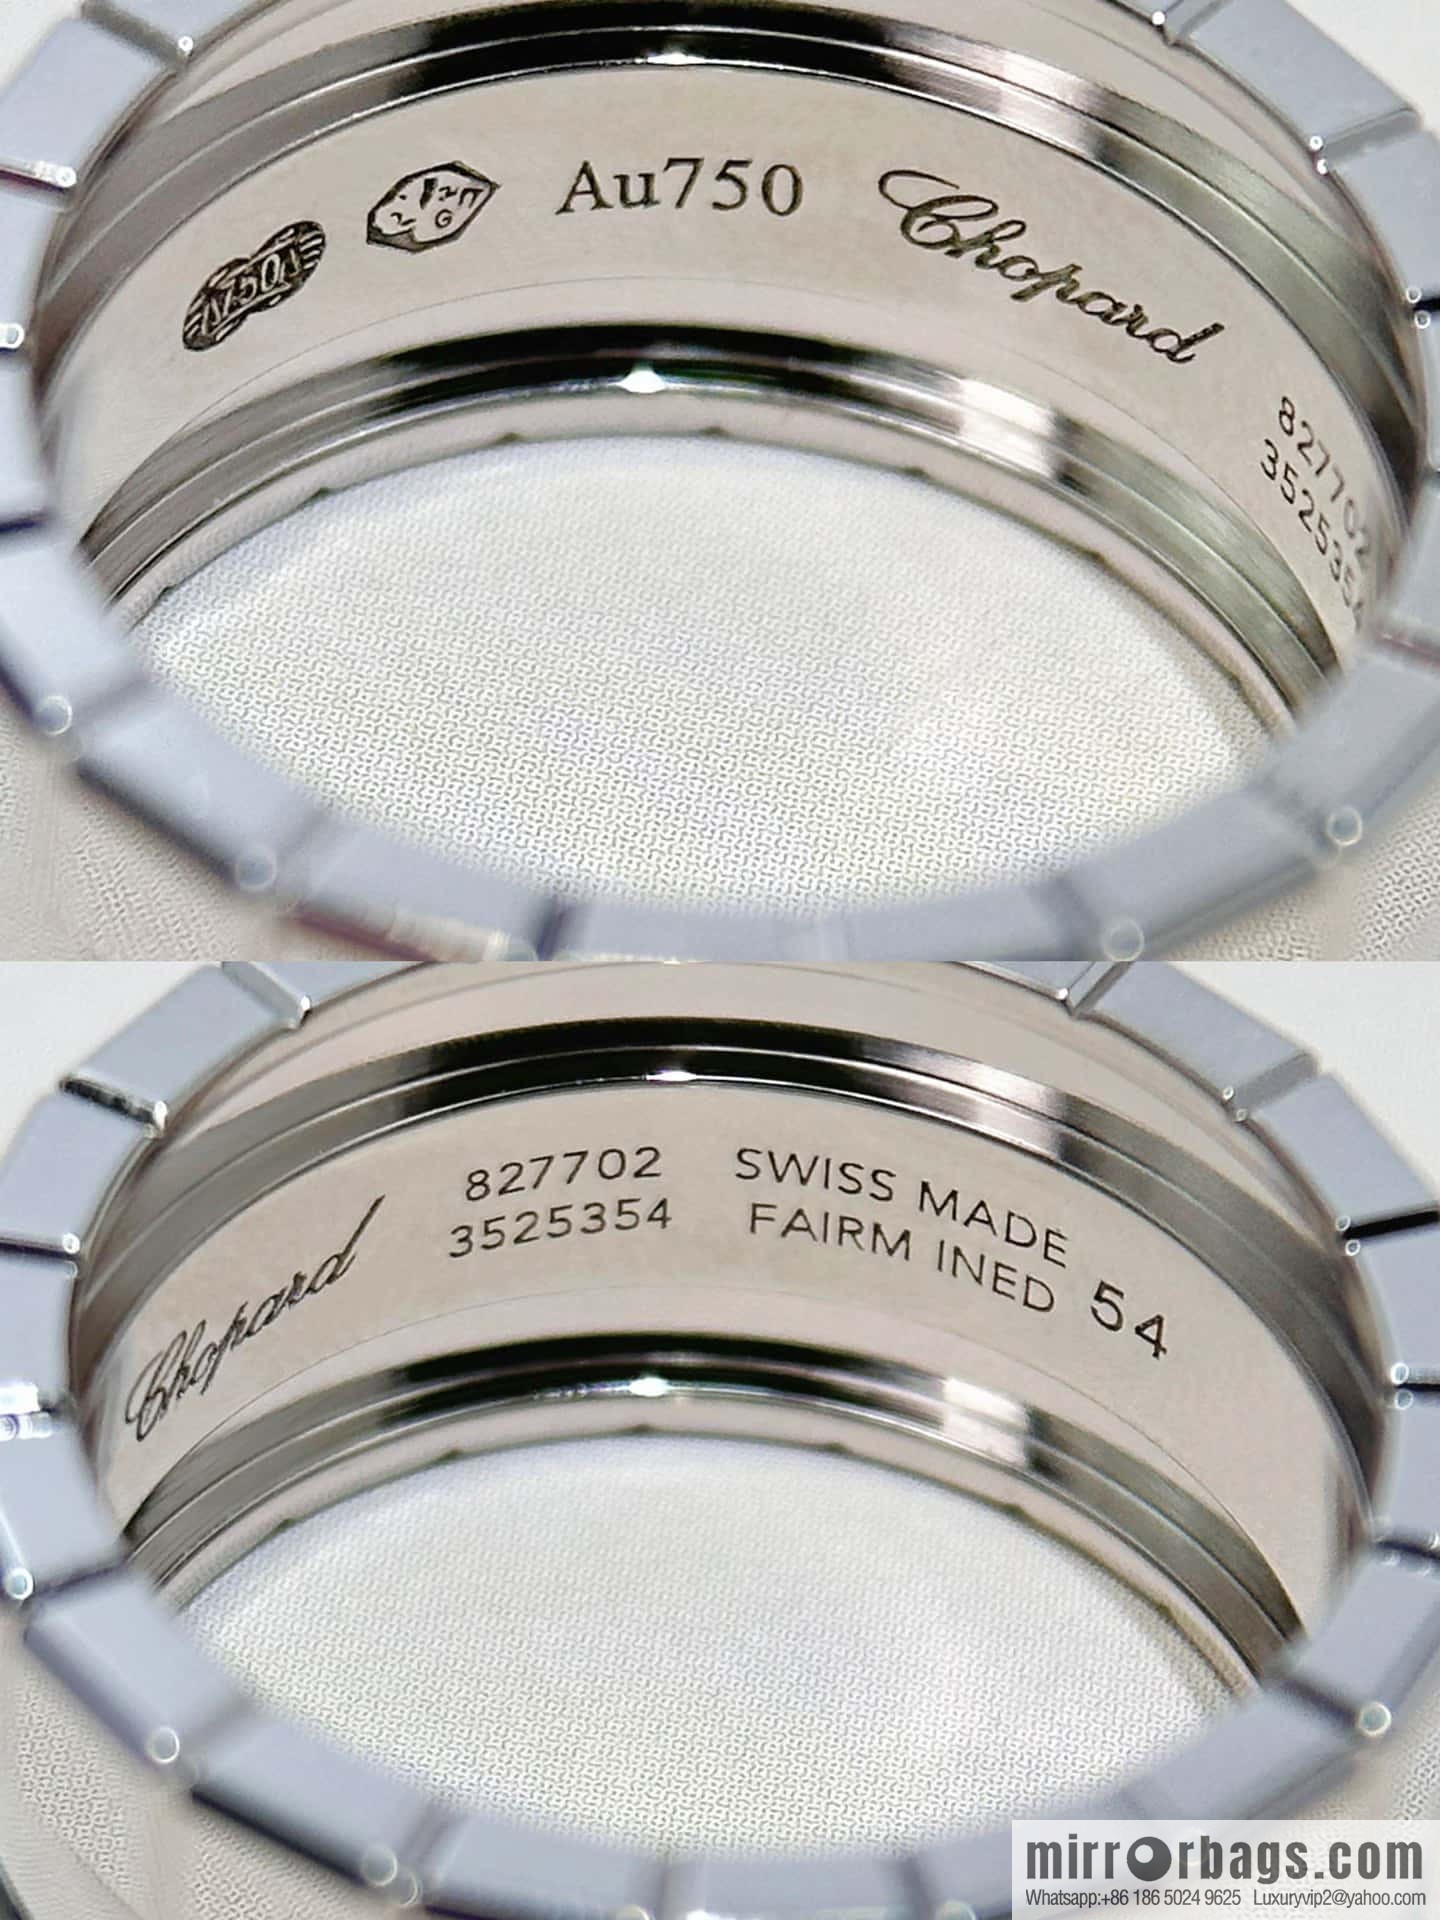 750
G
Au750
Chopard
827702
3525354
Chopard
827702
3525354
SWISS MADE
FAIRM INED
54
mirrorbags.com
Whatsapp:+86 186 5024 9625 Luxuryvip2@yahoo.com